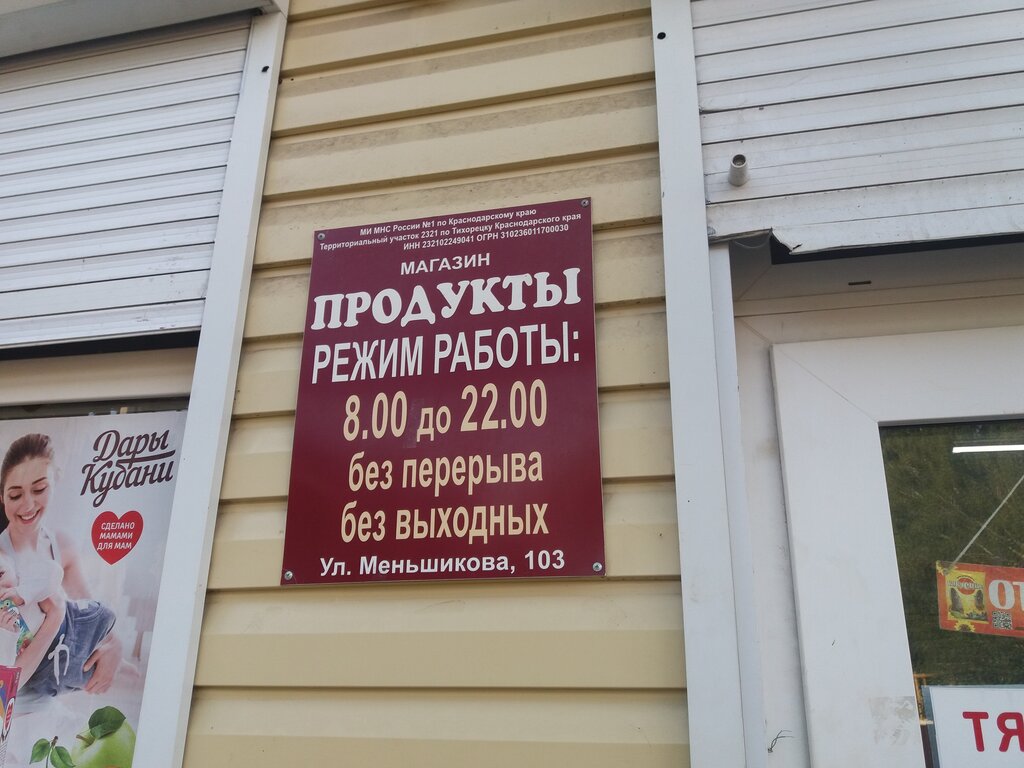 МИ МНС России №1 по Краснодарскому краю
Территориальный участок 2321 по Тихорецку Краснодарского края
ИНН 232102249041 ОГРН 310236011700030
МАГАЗИН
ПРОДУКТЫ
РЕЖИМ РАБОТЫ:
8.00 до 22.00
без перерыва
без выходных
Ул. Меньшикова, 103
Дары
Кубани
СДЕЛАНО
МАМАМИ
ДЛЯ МАМ